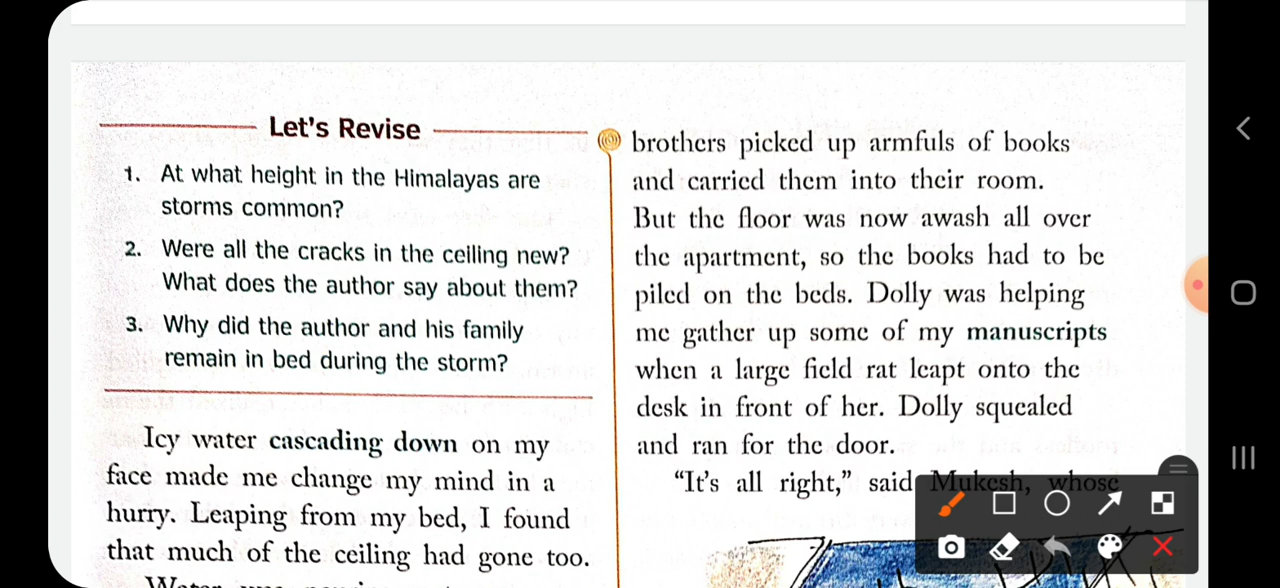 Let's Revise
1. At what height in the Himalayas are
storms common?
2. Were all the cracks in the ceiling new?
What does the author say about them?
3. Why did the author and his family
remain in bed during the storm?
Icy water cascading down on my
face made me change my mind in a
hurry. Leaping from my bed, I found
that much of the ceiling had gone too.
brothers picked up armfuls of books
and carried them into their room.
But the floor was now awash all over
the apartment, so the books had to be
piled on the beds. Dolly was helping
me gather up some of my manuscripts
when a large field rat leapt onto the
desk in front of her. Dolly squealed
and ran for the door.
“It's all right,” said Mukesh, whose